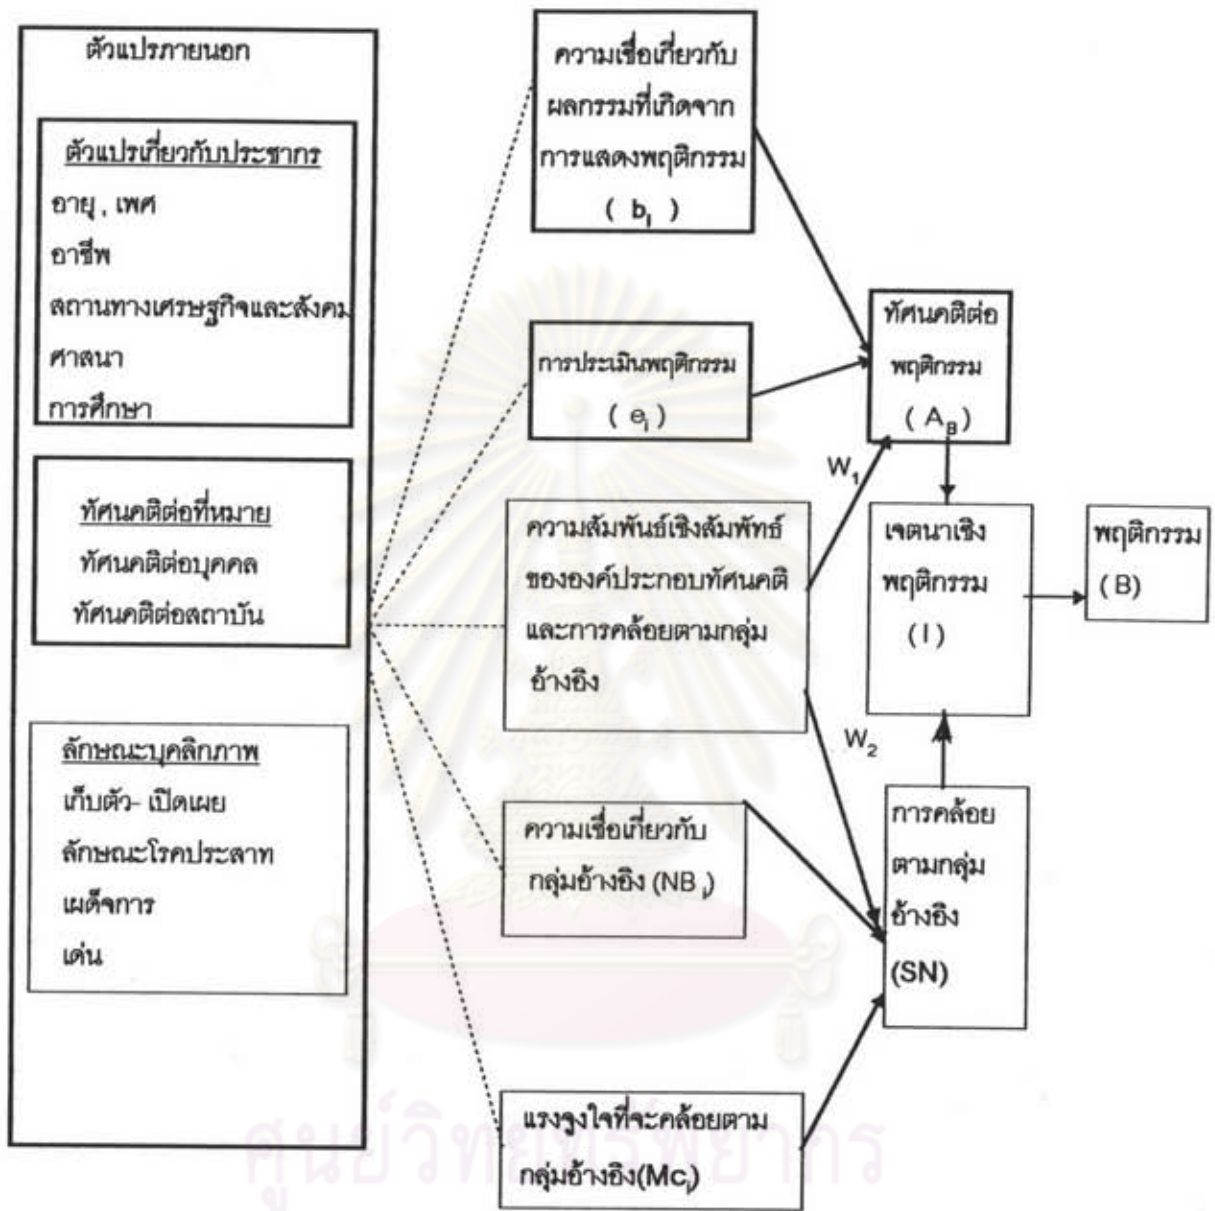 ตัวแปรภายนอก
ตัวแปรเกี่ยวกับประชากร
อายุ , เพศ
อาชีพ
สถานทางเศรษฐกิจและสังคม
ศาสนา
การศึกษา
ทัศนคติต่อที่หมาย
ทัศนคติต่อบุคคล
ทัศนคติต่อสถาบัน
ลักษณะบุคลิกภาพ
เก็บตัว- เปิดเผย
ลักษณะโรคประสาท
เผด็จการ
เด่น
ความเชื่อเกี่ยวกับ
ผลกรรมที่เกิดจาก
การแสดงพฤติกรรม
( bᵢ )
การประเมินพฤติกรรม
( eᵢ )
ความสัมพันธ์เชิงสัมพัทธ์
ขององค์ประกอบทัศนคติ
และการคล้อยตามกลุ่ม
อ้างอิง
ความเชื่อเกี่ยวกับ
กลุ่มอ้างอิง (NBⱼ)
แรงจูงใจที่จะคล้อยตาม
กลุ่มอ้างอิง(Mcⱼ)
W₁
W₂
ทัศนคติต่อ
พฤติกรรม
( A_B )
เจตนาเชิง
พฤติกรรม
( I )
การคล้อย
ตามกลุ่ม
อ้างอิง
(SN)
พฤติกรรม
( B )
ศูนย์วิทยทรัพยากร